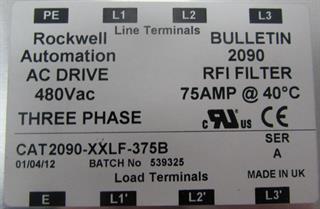 PE L1 L2 L3
Line Terminals
Rockwell BULLETIN
Automation 2090
AC DRIVE RFI FILTER
480Vac 75AMP @ 40°C
THREE PHASE c RU US CE
CAT2090-XXLF-375B SER
01/04/12 BATCH No 539325 A
Load Terminals MADE IN UK
E L1' L2' L3'